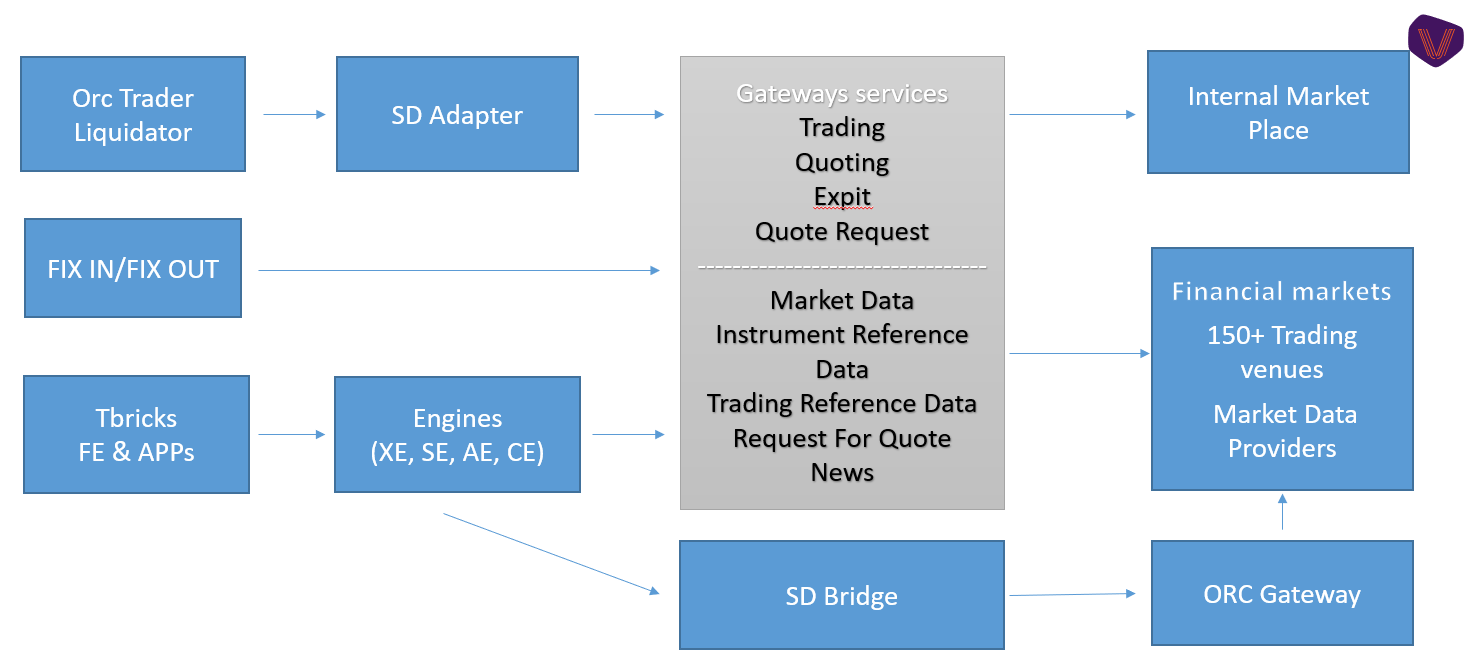 Orc Trader
Liquidator
SD Adapter
Gateways services
Trading
Quoting
Expit
Quote Request
---------------------------------
Market Data
Instrument Reference
Data
Trading Reference Data
Request For Quote
News
Internal Market
Place
FIX IN/FIX OUT
Financial markets
150+ Trading
venues
Market Data
Providers
Tbricks
FE & APPs
Engines
(XE, SE, AE, CE)
SD Bridge
ORC Gateway